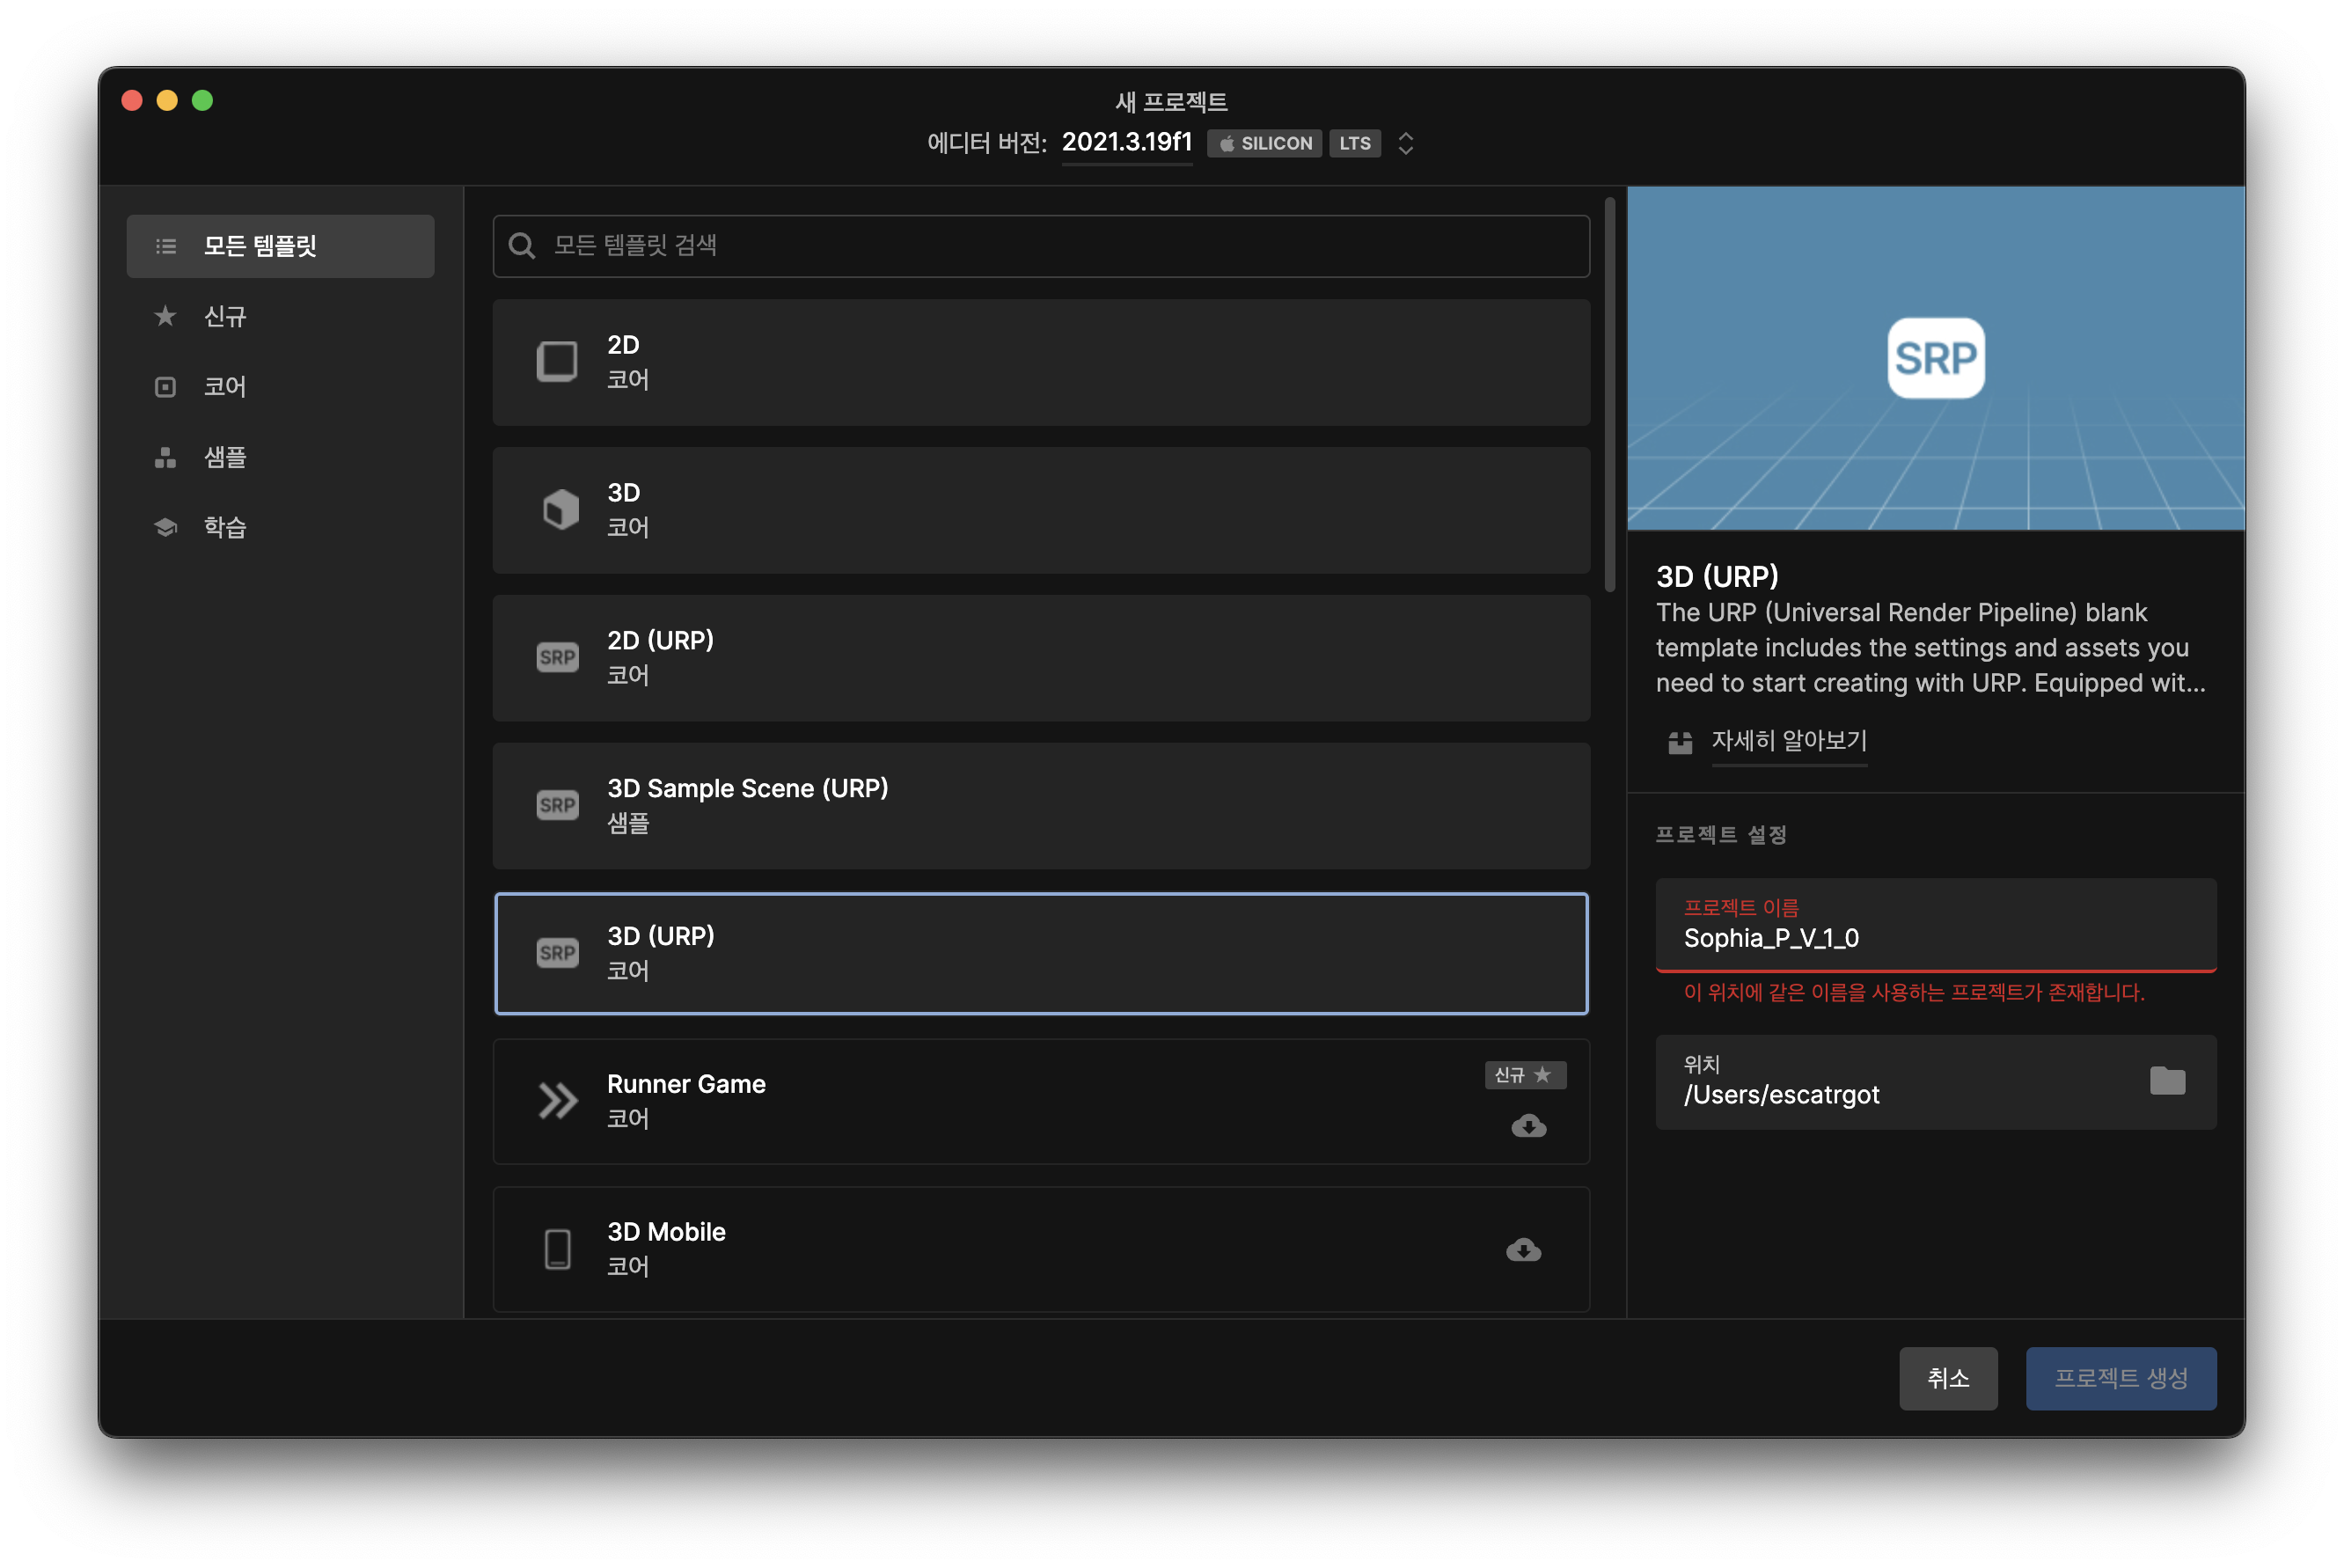 새 프로젝트
에디터 버전: 2021.3.19f1 SILICON LTS
모든 템플릿
신규
코어
샘플
학습
모든 템플릿 검색
2D
코어
3D
코어
SRP
2D (URP)
코어
SRP
3D Sample Scene (URP)
샘플
SRP
3D (URP)
코어
Runner Game
코어
신규
3D Mobile
코어
SRP
3D (URP)
The URP (Universal Render Pipeline) blank
template includes the settings and assets you
need to start creating with URP. Equipped wit...
자세히 알아보기
프로젝트 설정
프로젝트 이름
Sophia_P_V_1_0
이 위치에 같은 이름을 사용하는 프로젝트가 존재합니다.
위치
/Users/escatrgot
취소
프로젝트 생성